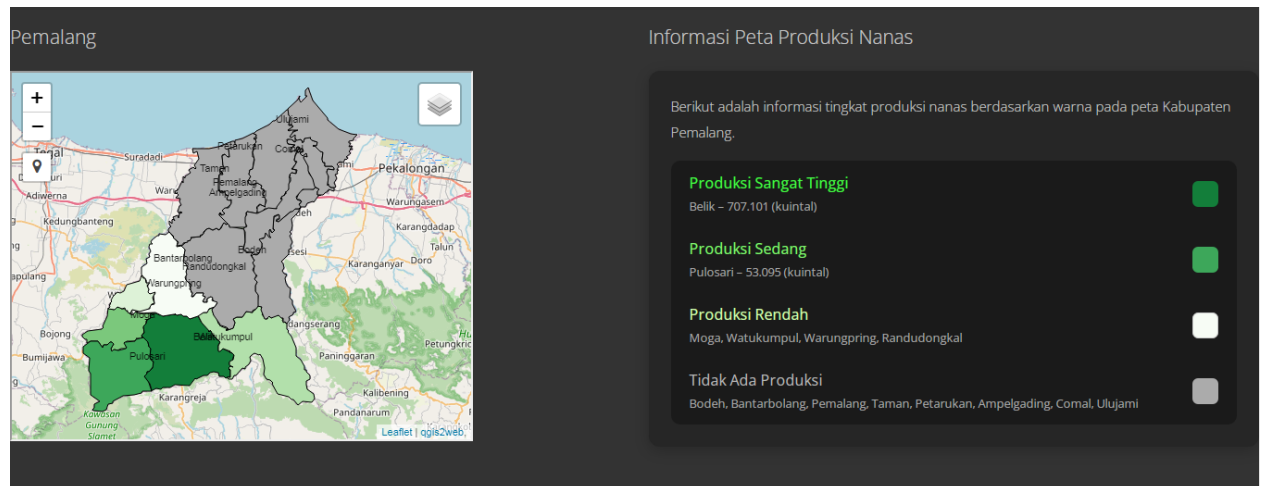 Pemalang
+
−
Ulujami
Petarukan
Comal
Suradadi
Taman
Pemalang
Ampelgading
Pekalongan
Adiwerna
Warungasem
Kedungbanteng
Karangdadap
Bodeh
Talun
Bantarbolang
Randudongkal
Karanganyar
Doro
Warungpring
Moga
Bojong
Watukumpul
Petungkric
Bumijawa
Pulosari
Paninggaran
Karangreja
Kalibening
Kawasan
Gunung
Slamet
Pandanarum
Leaflet | qgis2web,
Informasi Peta Produksi Nanas
Berikut adalah informasi tingkat produksi nanas berdasarkan warna pada peta Kabupaten
Pemalang.
Produksi Sangat Tinggi
Belik – 707.101 (kuintal)
Produksi Sedang
Pulosari – 53.095 (kuintal)
Produksi Rendah
Moga, Watukumpul, Warungpring, Randudongkal
Tidak Ada Produksi
Bodeh, Bantarbolang, Pemalang, Taman, Petarukan, Ampelgading, Comal, Ulujami